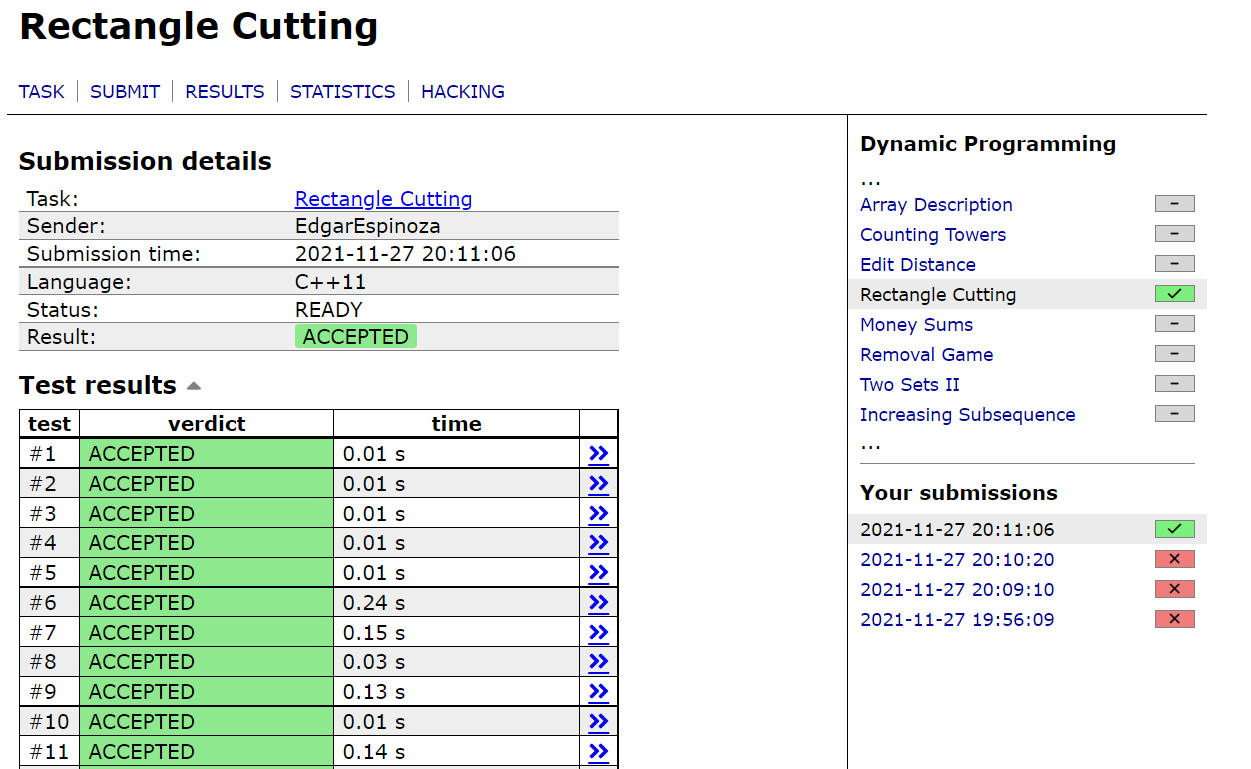 Rectangle Cutting
TASK | SUBMIT | RESULTS | STATISTICS | HACKING
Submission details
Task: Rectangle Cutting
Sender: EdgarEspinoza
Submission time: 2021-11-27 20:11:06
Language: C++11
Status: READY
Result: ACCEPTED
Test results
test verdict time
#1 ACCEPTED 0.01 s »
#2 ACCEPTED 0.01 s »
#3 ACCEPTED 0.01 s »
#4 ACCEPTED 0.01 s »
#5 ACCEPTED 0.01 s »
#6 ACCEPTED 0.24 s »
#7 ACCEPTED 0.15 s »
#8 ACCEPTED 0.03 s »
#9 ACCEPTED 0.13 s »
#10 ACCEPTED 0.01 s »
#11 ACCEPTED 0.14 s »
Dynamic Programming
...
Array Description –
Counting Towers –
Edit Distance –
Rectangle Cutting ✓
Money Sums –
Removal Game –
Two Sets II –
Increasing Subsequence –
...
Your submissions
2021-11-27 20:11:06 ✓
2021-11-27 20:10:20 ✕
2021-11-27 20:09:10 ✕
2021-11-27 19:56:09 ✕